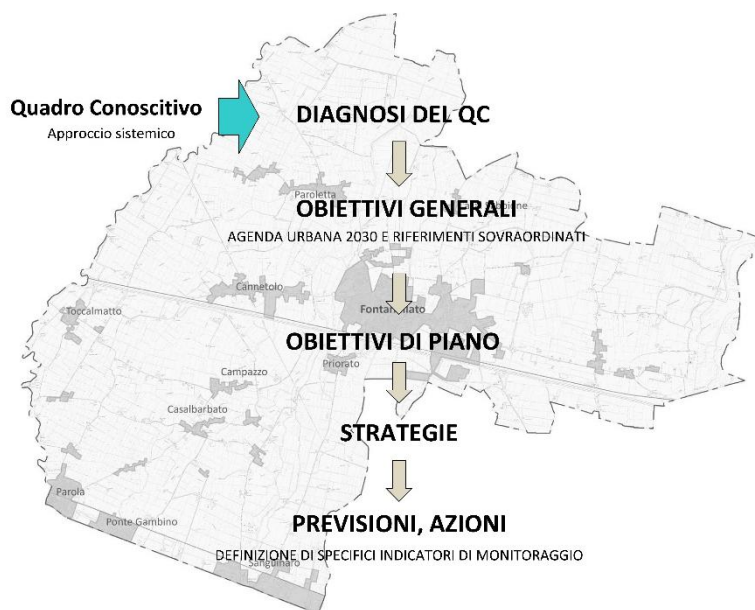 Quadro Conoscitivo
Approccio sistemico
DIAGNOSI DEL QC
Paroletta
OBIETTIVI GENERALI
AGENDA URBANA 2030 E RIFERIMENTI SOVRAORDINATI
Cannetolo
Toccalmatto
OBIETTIVI DI PIANO
Priorato
Campazzo
Casalbarbato
STRATEGIE
Parola
Ponte Gambino
PREVISIONI, AZIONI
DEFINIZIONE DI SPECIFICI INDICATORI DI MONITORAGGIO
Sanguinaro